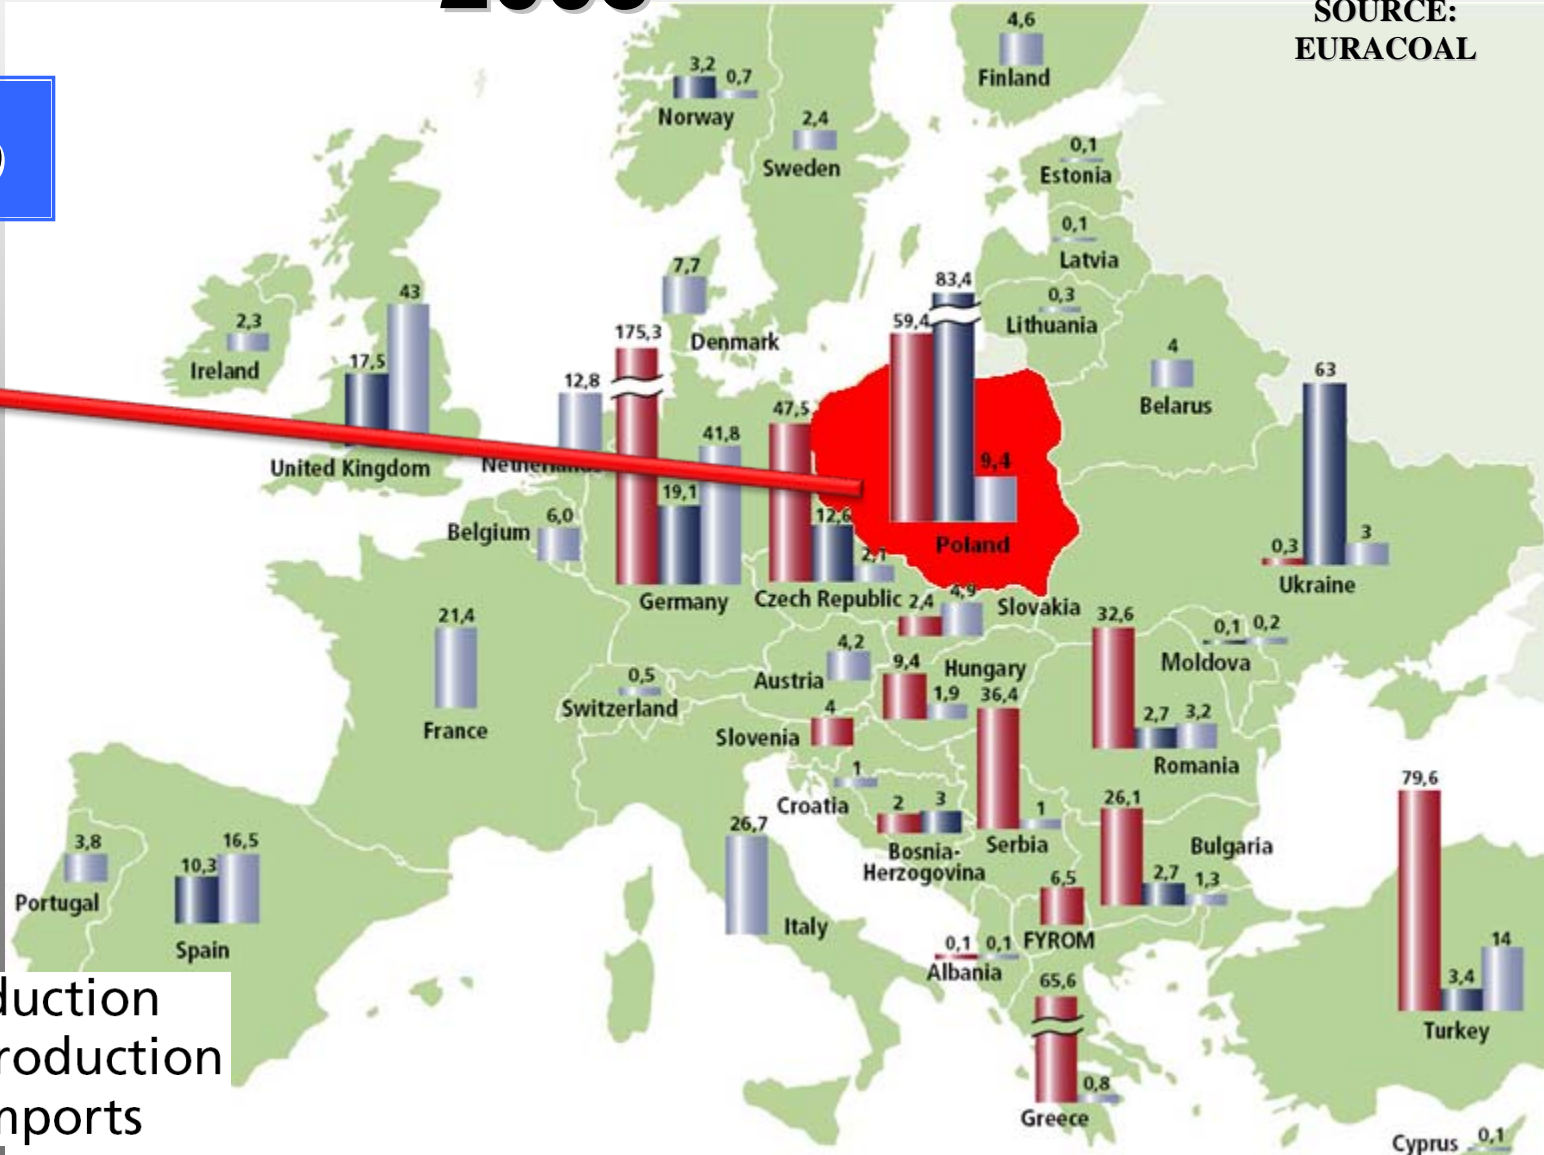 SOURCE:
EURACOAL
4,6
Finland
3,2 0,7
Norway
2,4
Sweden
0,1
Estonia
0,1
Latvia
0,3
Lithuania
4
Belarus
7,7
Denmark
2,3
Ireland
17,5 43
United Kingdom
12,8
Netherlands
6,0
Belgium
175,3 19,1 41,8
Germany
47,5 12,6 2,1
Czech Republic
59,4 83,4 9,4
Poland
0,3 63 3
Ukraine
2,4 4,9
Slovakia
21,4
France
0,5
Switzerland
4,2
Austria
9,4 1,9
Hungary
4
Slovenia
1
Croatia
2 3
Bosnia-
Herzogovina
36,4 1
Serbia
32,6 2,7 3,2
Romania
0,1 0,2
Moldova
26,1 2,7 1,3
Bulgaria
6,5
FYROM
0,1 0,1
Albania
65,6 0,8
Greece
26,7
Italy
3,8
Portugal
10,3 16,5
Spain
79,6 3,4 14
Turkey
0,1
Cyprus
duction
roduction
mports
)